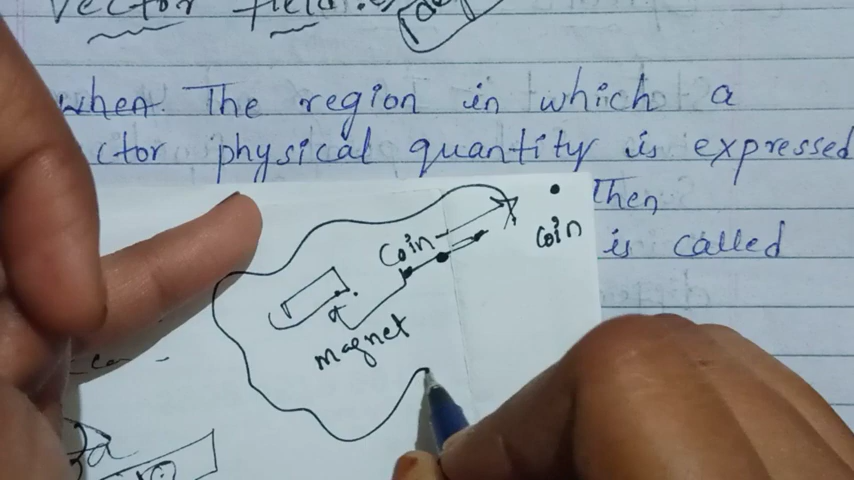 Vector field
when The region in which a
ctor physical quantity is expressed
Then
is called
Coin
Coin
magnet